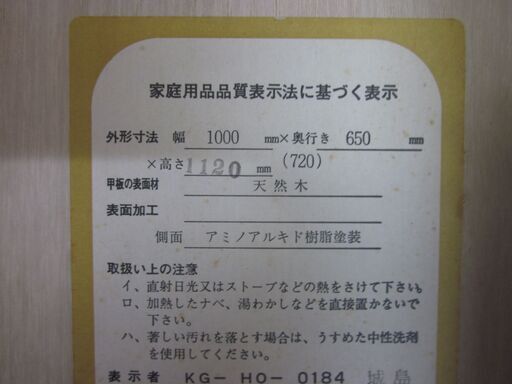 家庭用品品質表示法に基づく表示
外形寸法 幅 1000 mm×奥行き 650 mm
×高さ 1120 mm (720)
甲板の表面材 天然木
表面加工
側面 アミノアルキド樹脂塗装
取扱い上の注意
イ、直射日光又はストーブなどの熱をさけて下さい。
ロ、加熱したナベ、湯わかしなどを直接置かないで
下さい。
ハ、著しい汚れを落とす場合は、うすめた中性洗剤
を使用してください。
表示者 KG-HO-0184 城島